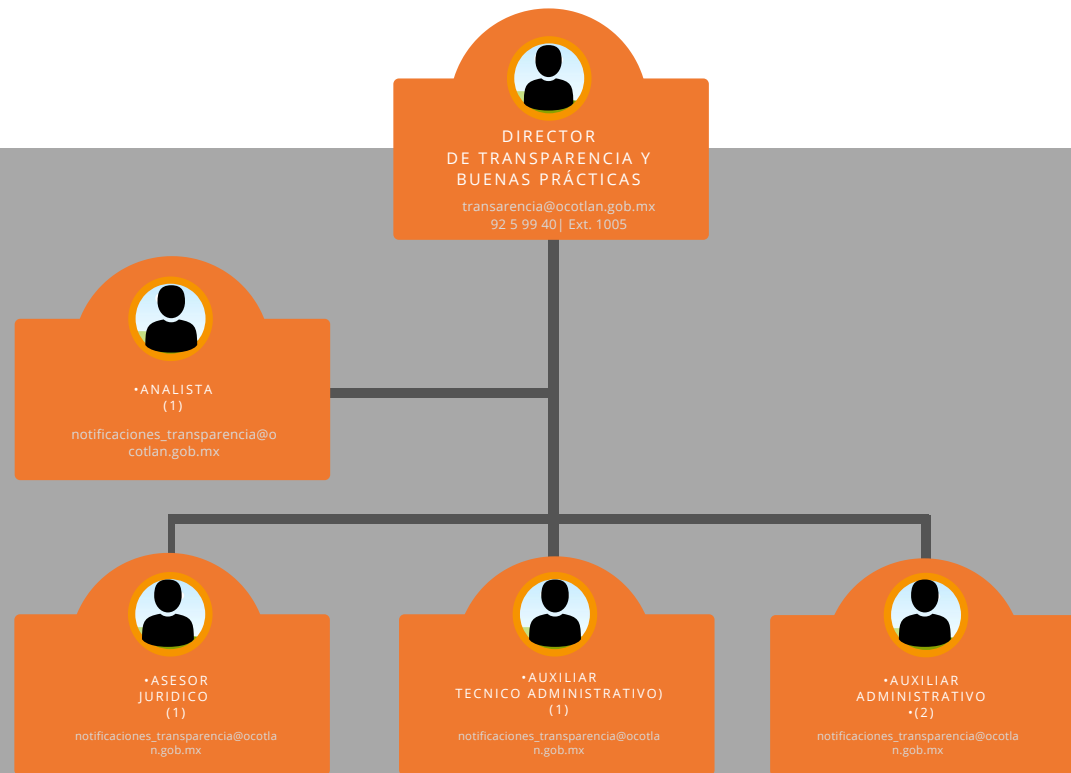 DIRECTOR
DE TRANSPARENCIA Y
BUENAS PRÁCTICAS
transarencia@ocotlan.gob.mx
92 5 99 40| Ext. 1005
•ANALISTA
(1)
notificaciones_transparencia@o
cotlan.gob.mx
•ASESOR
JURIDICO
(1)
notificaciones_transparencia@ocotla
n.gob.mx
•AUXILIAR
TECNICO ADMINISTRATIVO)
(1)
notificaciones_transparencia@ocotla
n.gob.mx
•AUXILIAR
ADMINISTRATIVO
•(2)
notificaciones_transparencia@ocotla
n.gob.mx